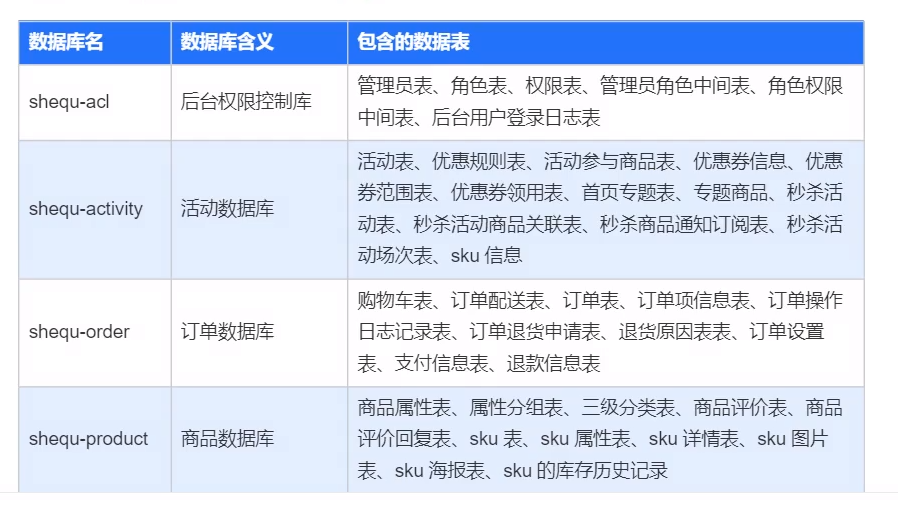 数据库名 数据库含义 包含的数据表
shequ-acl 后台权限控制库 管理员表、角色表、权限表、管理员角色中间表、角色权限
中间表、后台用户登录日志表
shequ-activity 活动数据库 活动表、优惠规则表、活动参与商品表、优惠券信息、优惠
券范围表、优惠券领用表、首页专题表、专题商品、秒杀活
动表、秒杀活动商品关联表、秒杀商品通知订阅表、秒杀活
动场次表、sku 信息
shequ-order 订单数据库 购物车表、订单配送表、订单表、订单项信息表、订单操作
日志记录表、订单退货申请表、退货原因表表、订单设置
表、支付信息表、退款信息表
shequ-product 商品数据库 商品属性表、属性分组表、三级分类表、商品评价表、商品
评价回复表、sku 表、sku 属性表、sku 详情表、sku 图片
表、sku 海报表、sku 的库存历史记录